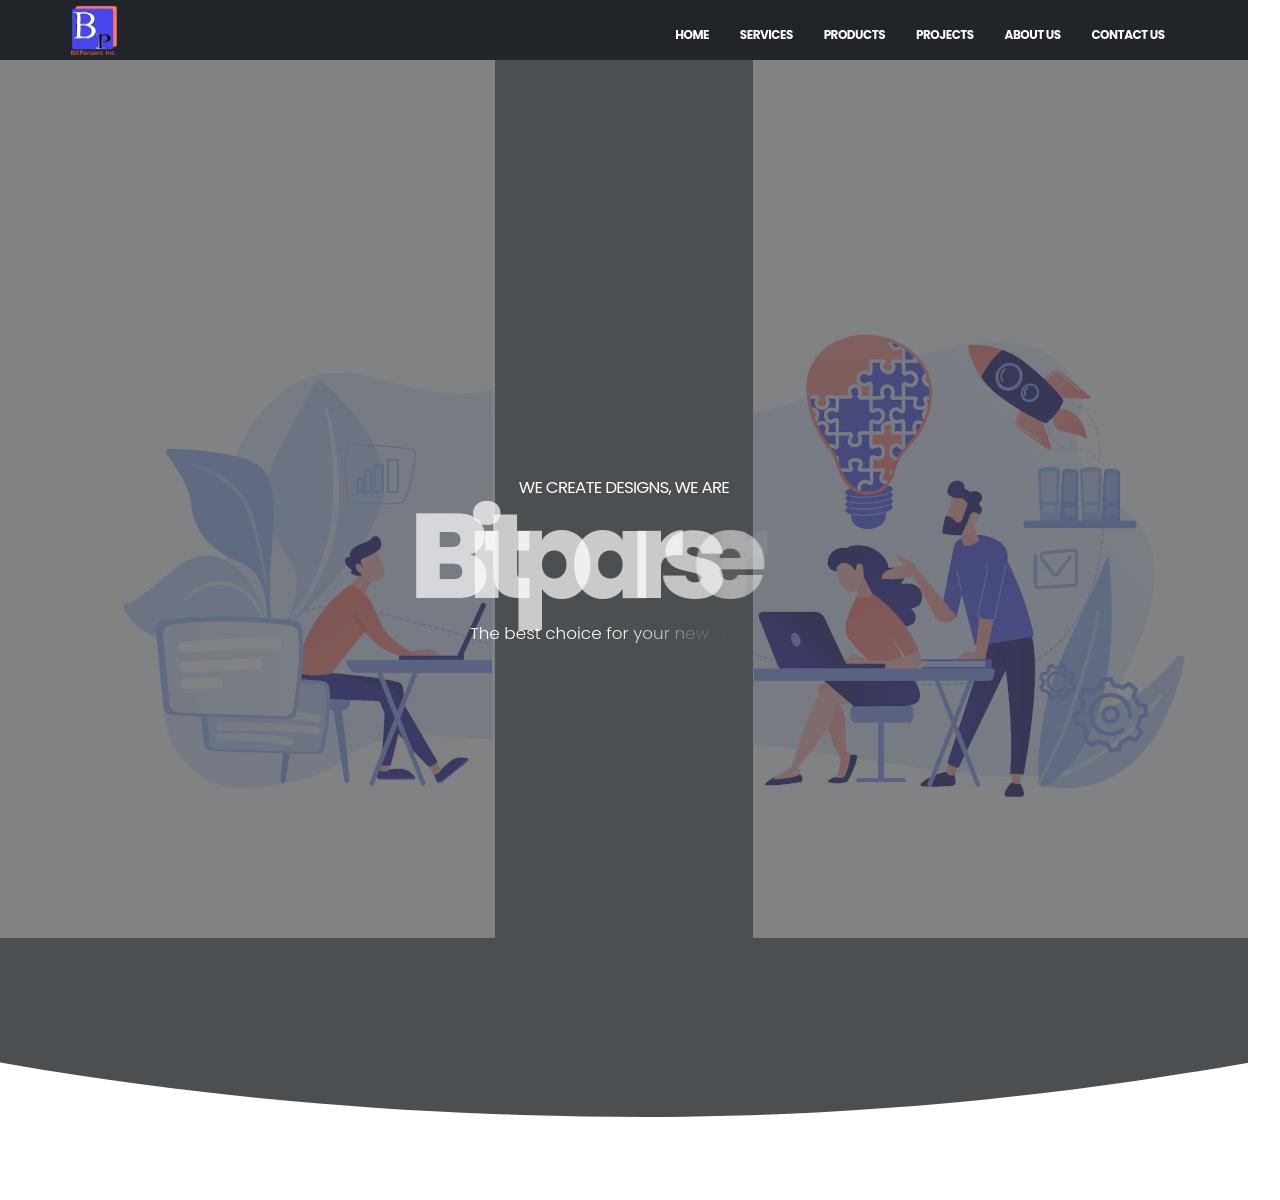 BP
BitParsers Inc.
HOME SERVICES PRODUCTS PROJECTS ABOUT US CONTACT US
WE CREATE DESIGNS, WE ARE
Bitparse
The best choice for your new